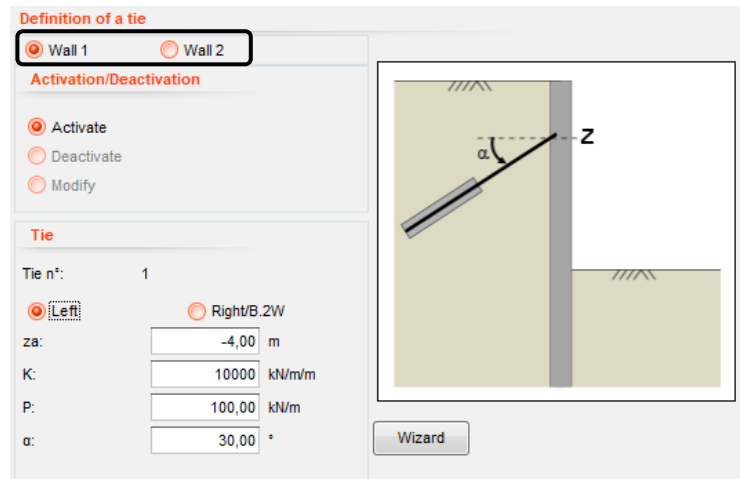 Definition of a tie
Wall 1 Wall 2
Activation/Deactivation
Activate
Deactivate
Modify
Tie
Tie n°: 1
Left Right/B.2W
za: -4,00 m
K: 10000 kN/m/m
P: 100,00 kN/m
α: 30,00 °
Z
α
Wizard